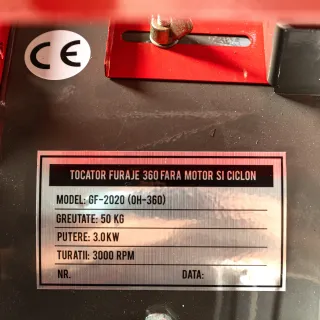 CE
TOCATOR FURAJE 360 FARA MOTOR SI CICLON
MODEL: GF-2020 (OH-360)
GREUTATE: 50 KG
PUTERE: 3.0KW
TURATII: 3000 RPM
NR. DATA: